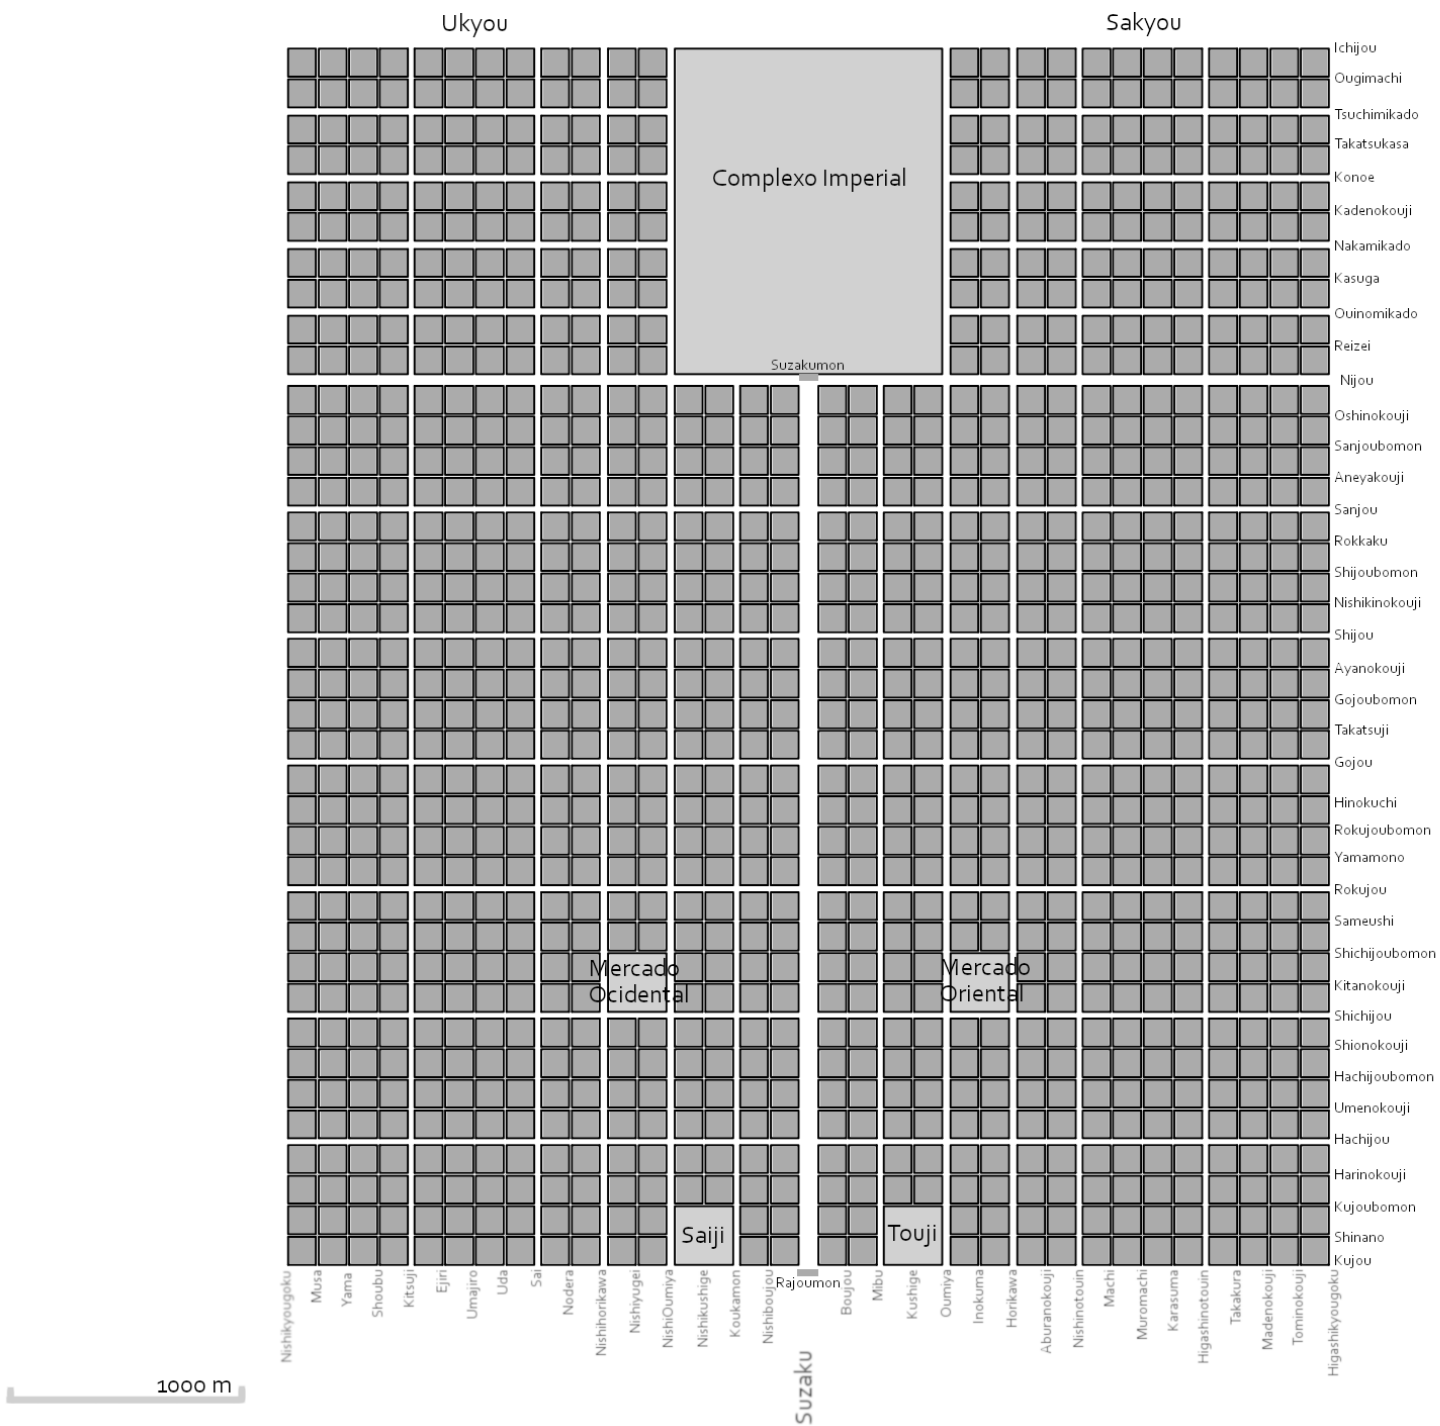 Ukyou
Sakyou
Complexo Imperial
Suzakumon
Ichijou
Ougimachi
Tsuchimikado
Takatsukasa
Konoe
Kadenokouji
Nakamikado
Kasuga
Ouinomikado
Reizei
Nijou
Oshinokouji
Sanjoubomon
Aneyakouji
Sanjou
Rokkaku
Shijoubomon
Nishikinokouji
Shijou
Ayanokouji
Gojoubomon
Takatsuji
Gojou
Hinokuchi
Rokujoubomon
Yamamono
Rokujou
Sameushi
Shichijoubomon
Kitanokouji
Shichijou
Shionokouji
Hachijoubomon
Umenokouji
Hachijou
Harinokouji
Kujoubomon
Shinano
Kujou
Mercado
Ocidental
Mercado
Oriental
Saiji
Touji
Rajoumon
Nishikyougoku
Musa
Yama
Shoubu
Kitsuji
Ejiri
Umajiro
Uda
Sai
Nodera
Nishihorikawa
Nishiyugei
NishiOumiya
Nishikushige
Koukamon
Nishiboujou
Suzaku
Boujou
Mibu
Kushige
Oumiya
Inokuma
Horikawa
Aburanokouji
Nishinotouin
Machi
Muromachi
Karasuma
Higashinotouin
Takakura
Madenokouji
Tominokouji
Higashikyougoku
1000 m